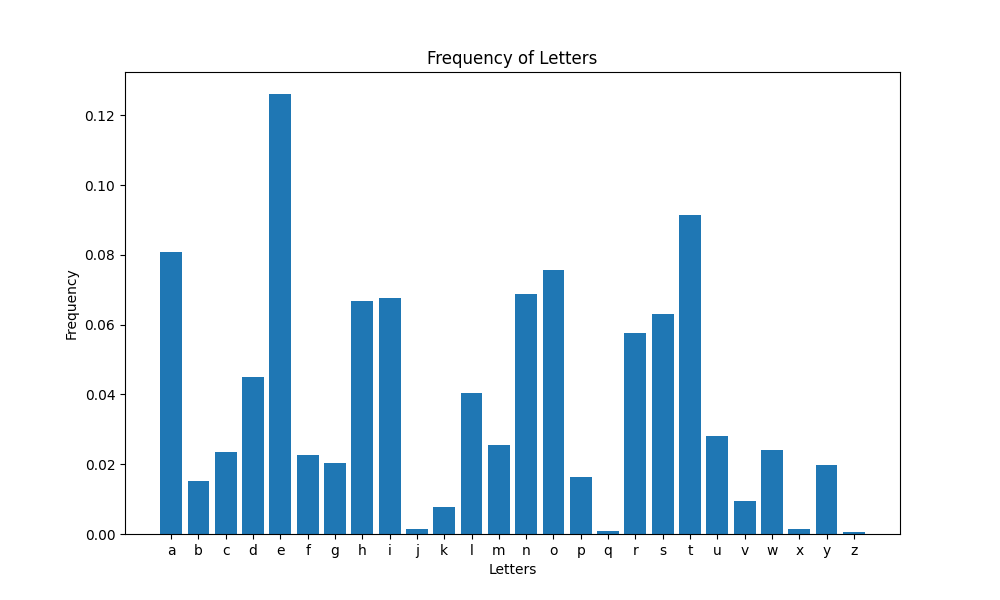 Frequency of Letters
Frequency
0.12
0.10
0.08
0.06
0.04
0.02
0.00
a b c d e f g h i j k l m n o p q r s t u v w x y z
Letters